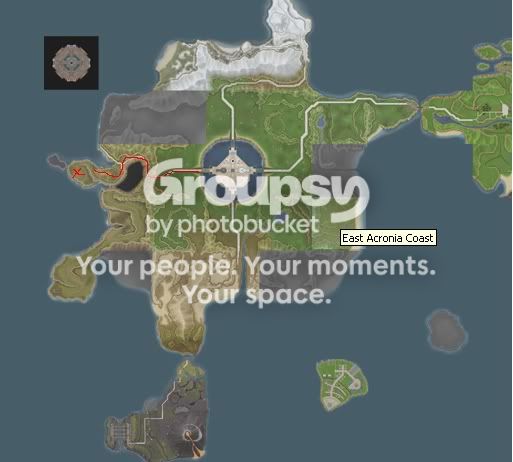 Groupsy
by photobucket
East Acronia Coast
Your people. Your moments.
Your space.